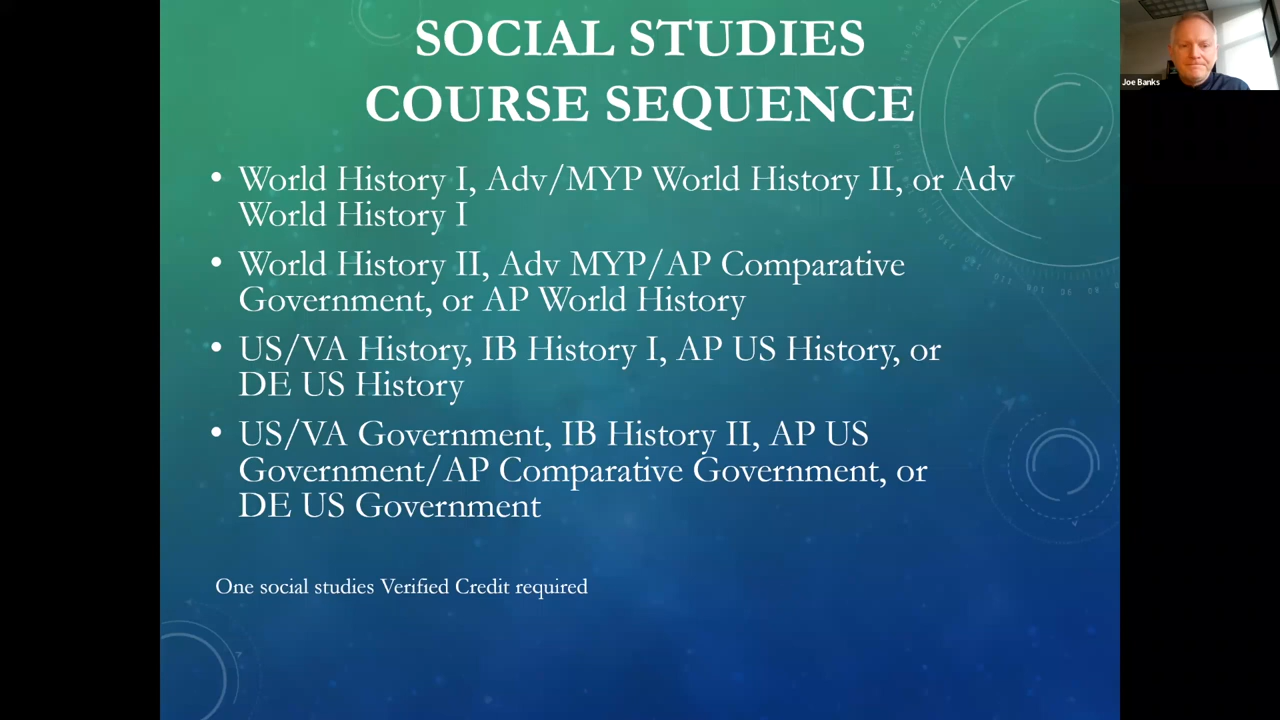 SOCIAL STUDIES
COURSE SEQUENCE
Joe Banks
• World History I, Adv/MYP World History II, or Adv
World History I
• World History II, Adv MYP/AP Comparative
Government, or AP World History
• US/VA History, IB History I, AP US History, or
DE US History
• US/VA Government, IB History II, AP US
Government/AP Comparative Government, or
DE US Government
One social studies Verified Credit required